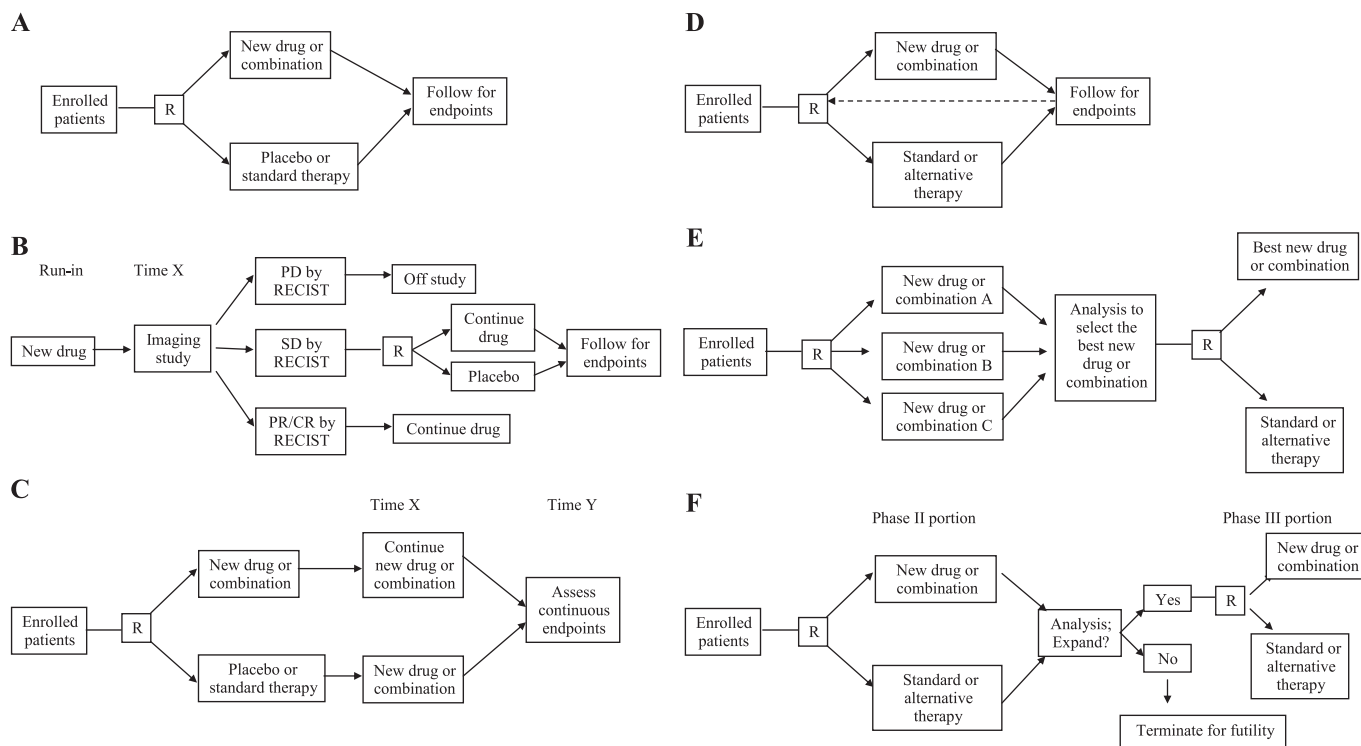 A
New drug or
combination
Enrolled
patients
R
Follow for
endpoints
Placebo or
standard therapy
B
Run-in
Time X
PD by
RECIST
Off study
New drug
Imaging
study
SD by
RECIST
R
Continue
drug
Placebo
Follow for
endpoints
PR/CR by
RECIST
Continue drug
C
Time X
Time Y
New drug or
combination
Continue
new drug or
combination
Enrolled
patients
R
Assess
continuous
endpoints
Placebo or
standard therapy
New drug or
combination
D
New drug or
combination
Enrolled
patients
R
Follow for
endpoints
Standard or
alternative
therapy
E
Best new drug
or combination
New drug or
combination A
Enrolled
patients
R
New drug or
combination B
Analysis to
select the
best new
drug or
combination
R
New drug or
combination C
Standard or
alternative
therapy
F
Phase II portion
Phase III portion
New drug or
combination
New drug or
combination
Enrolled
patients
R
Analysis;
Expand?
Yes
R
No
Standard or
alternative
therapy
Standard or
alternative
therapy
Terminate for futility